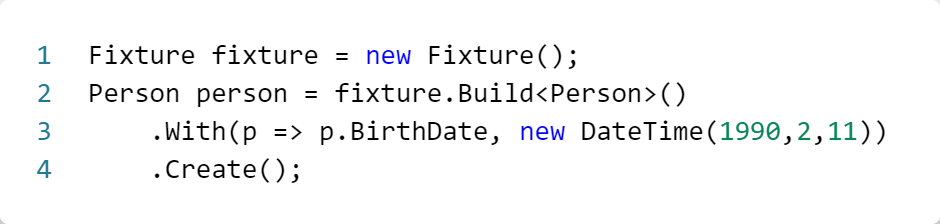 1 Fixture fixture = new Fixture();
2 Person person = fixture.Build<Person>()
3     .With(p => p.BirthDate, new DateTime(1990,2,11))
4     .Create();